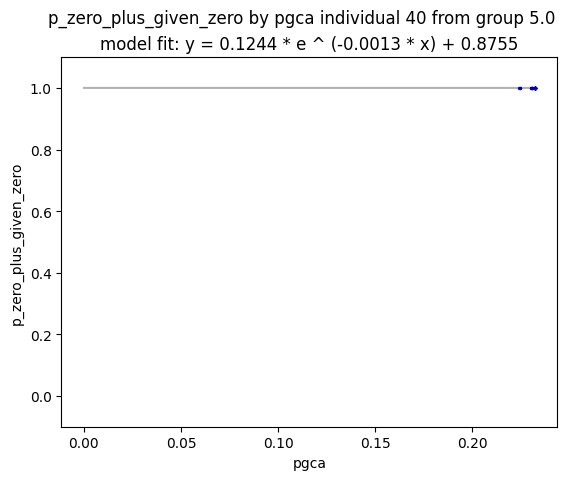 p_zero_plus_given_zero by pgca individual 40 from group 5.0
model fit: y = 0.1244 * e ^ (-0.0013 * x) + 0.8755
1.0
0.8
0.6
0.4
0.2
0.0
p_zero_plus_given_zero
0.00 0.05 0.10 0.15 0.20
pgca